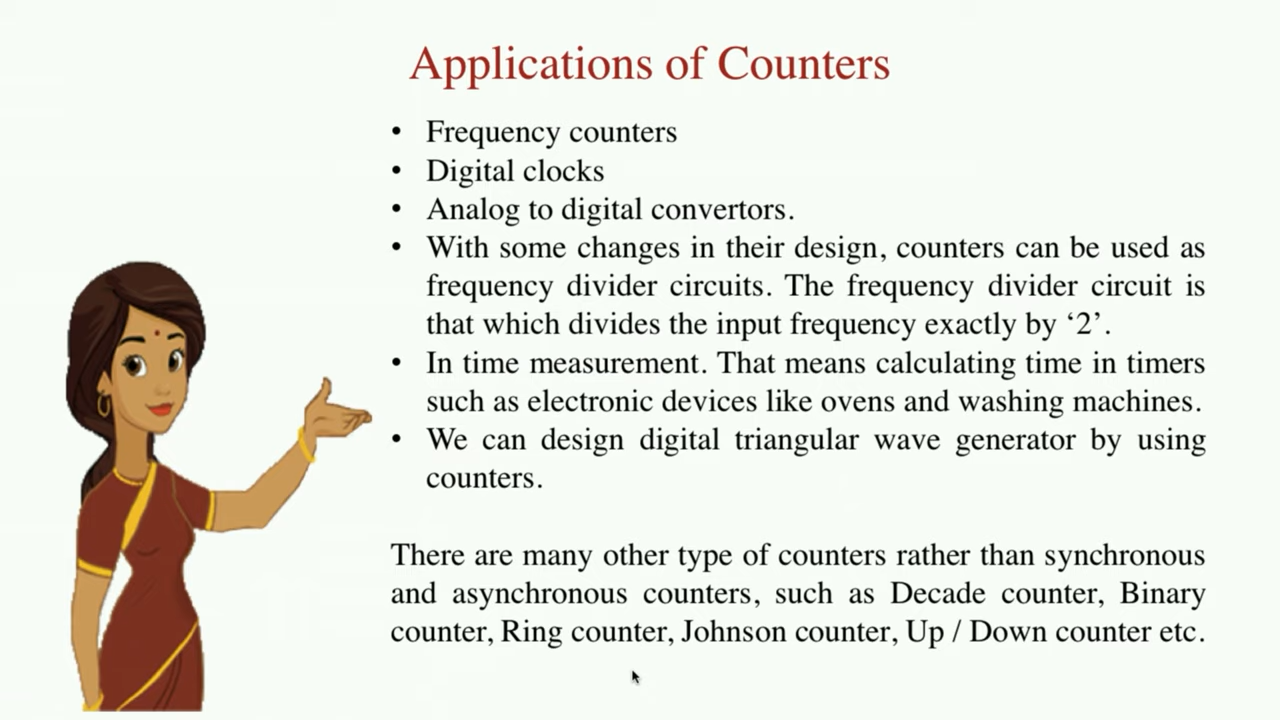 Applications of Counters
• Frequency counters
• Digital clocks
• Analog to digital convertors.
• With some changes in their design, counters can be used as
frequency divider circuits. The frequency divider circuit is
that which divides the input frequency exactly by ‘2’.
• In time measurement. That means calculating time in timers
such as electronic devices like ovens and washing machines.
• We can design digital triangular wave generator by using
counters.
There are many other type of counters rather than synchronous
and asynchronous counters, such as Decade counter, Binary
counter, Ring counter, Johnson counter, Up / Down counter etc.